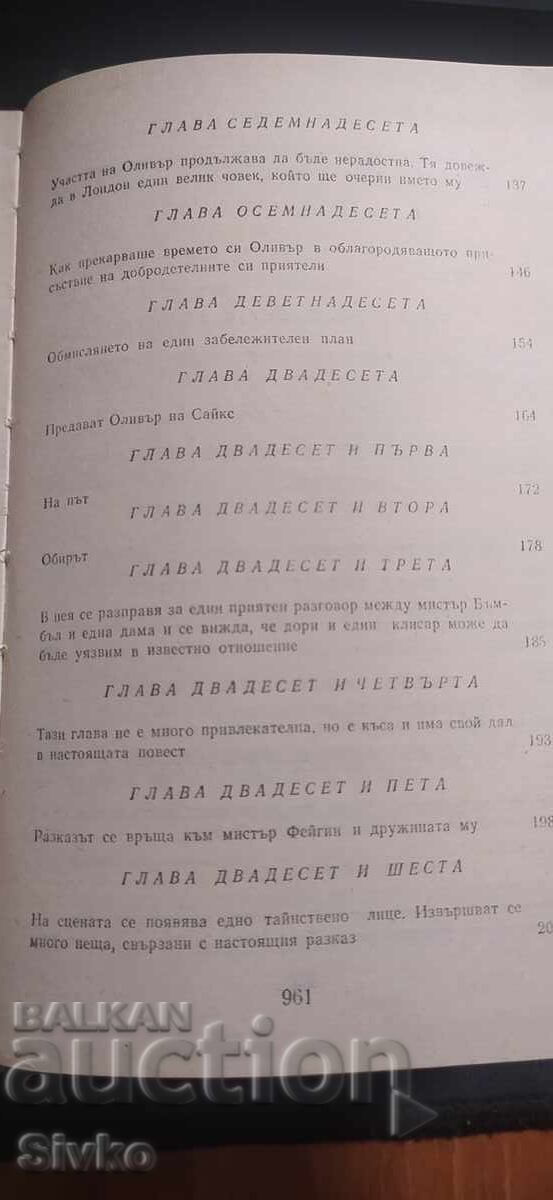 ГЛАВА СЕДЕМНАДЕСЕТА
Участта на Оливър продължава да бъде нерадостна. Тя довеж-
да в Лондон един велик човек, който ще очерни името му 137
ГЛАВА ОСЕМНАДЕСЕТА
Как прекарваше времето си Оливър в облагородяващото при-
съствие на добродетелните си приятели 146
ГЛАВА ДЕВЕТНАДЕСЕТА
Обмислянето на един забележителен план 154
ГЛАВА ДВАДЕСЕТА
Предават Оливър на Сайкс 164
ГЛАВА ДВАДЕСЕТ И ПЪРВА
На път 172
ГЛАВА ДВАДЕСЕТ И ВТОРА
Обирът 178
ГЛАВА ДВАДЕСЕТ И ТРЕТА
В нея се разправя за един приятен разговор между мистър Бъм-
бъл и една дама и се вижда, че дори и един клисар може да
бъде уязвим в известно отношение 185
ГЛАВА ДВАДЕСЕТ И ЧЕТВЪРТА
Тази глава не е много привлекателна, но е къса и има свой дял
в настоящата повест 193
ГЛАВА ДВАДЕСЕТ И ПЕТА
Разказът се връща към мистър Фейгин и дружината му 198
ГЛАВА ДВАДЕСЕТ И ШЕСТА
На сцената се появява едно тайнствено лице. Извършват се
много неща, свързани с настоящия разказ 20
961
BALKAN
auction
Sivko